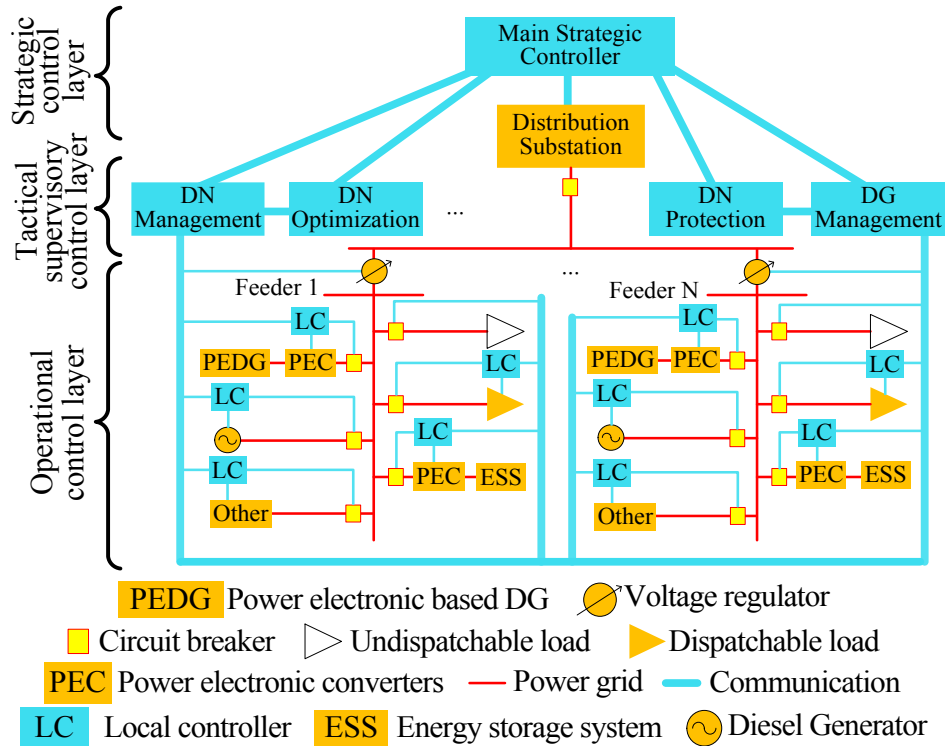 Strategic
control
layer
Main Strategic
Controller
Distribution
Substation
Tactical
supervisory
control layer
DN
Management
DN
Optimization
...
DN
Protection
DG
Management
...
Feeder 1
Feeder N
Operational
control layer
LC
PEDG
PEC
LC
LC
LC
LC
PEC
ESS
Other
LC
PEDG
PEC
LC
LC
LC
LC
PEC
ESS
Other
PEDG Power electronic based DG
Voltage regulator
Circuit breaker
Undispatchable load
Dispatchable load
PEC Power electronic converters
Power grid
Communication
LC Local controller
ESS Energy storage system
Diesel Generator